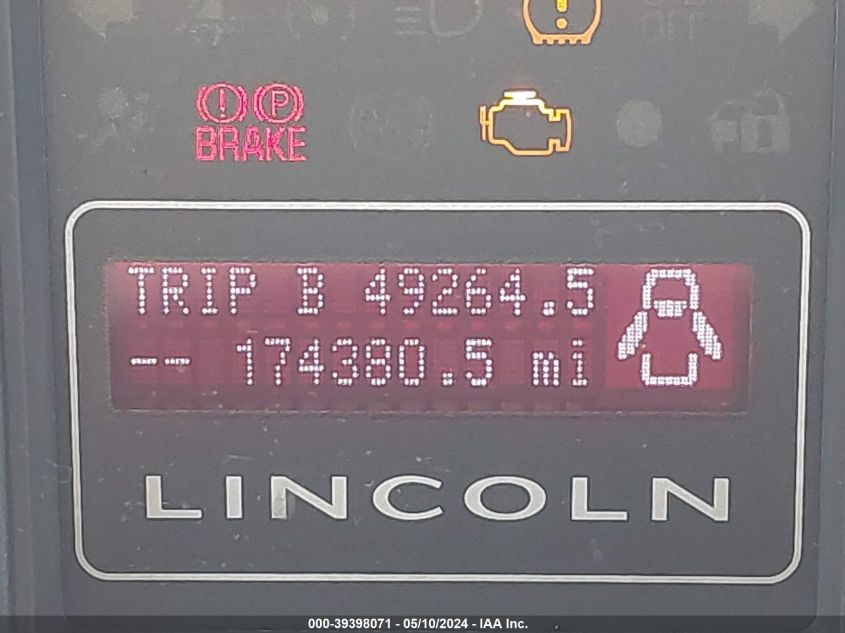 BRAKE
TRIP B 49264.5
-- 174380.5 mi
LINCOLN
000-39398071 - 05/10/2024 - IAA Inc.